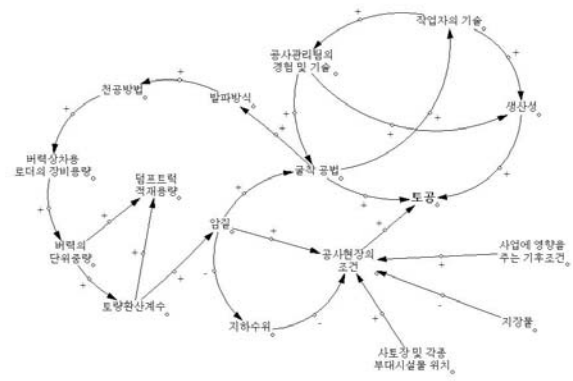 작업자의 기술
공사관리팀의
경험 및 기술
천공방법
발파방식
생산성
버력상차용
로더의 장비용량
덤프트럭
적재용량
굴착 공법
토공
암질
버력의
단위중량
공사현장의
조건
사업에 영향을
주는 기후조건
토량환산계수
지하수위
지장물
사토장 및 각종
부대시설물 위치